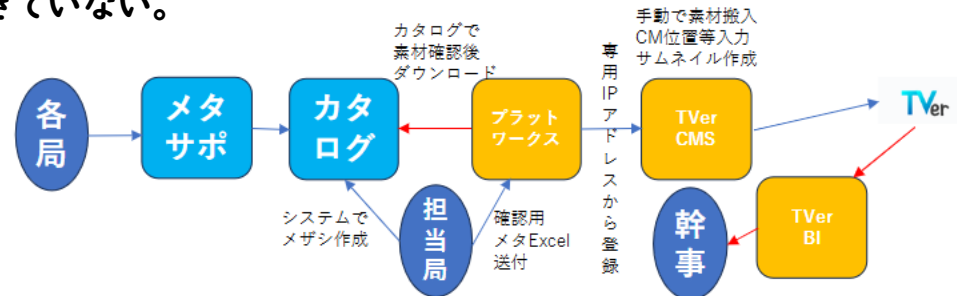 きていない。
カタログで
素材確認後
ダウンロード
手動で素材搬入
CM位置等入力
サムネイル作成
専用IPアドレスから登録
各局
メタ
サポ
カタ
ログ
プラット
ワークス
TVer
CMS
TVer
システムで
メザシ作成
担当局
確認用
メタExcel
送付
幹事
TVer
BI